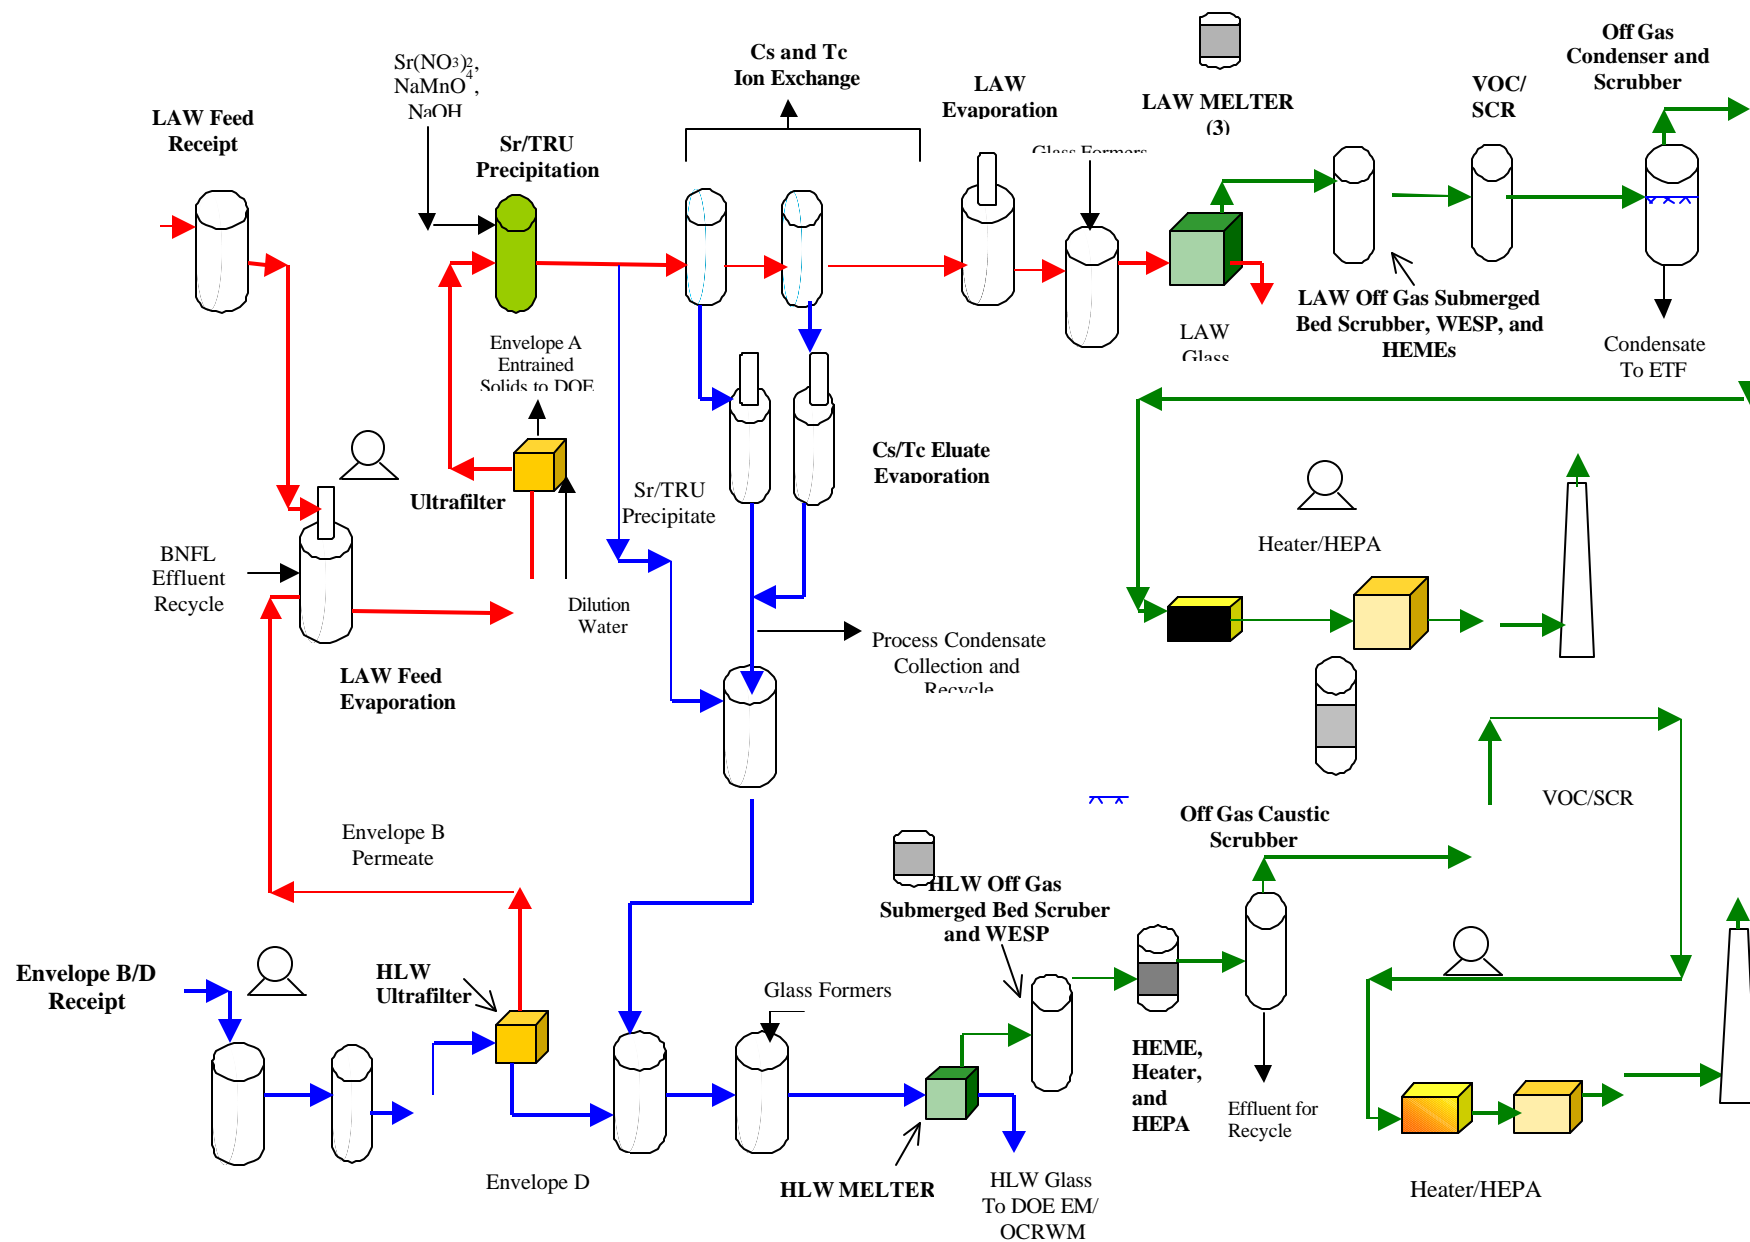 Sr(NO3)2,
NaMnO4,
NaOH
Cs and Tc
Ion Exchange
LAW
Evaporation
LAW MELTER
(3)
VOC/
SCR
Off Gas
Condenser and
Scrubber
LAW Feed
Receipt
Sr/TRU
Precipitation
Glass Formers
Envelope A
Entrained
Solids to DOE
LAW
Glass
LAW Off Gas Submerged
Bed Scrubber, WESP, and
HEMEs
Condensate
To ETF
Ultrafilter
Sr/TRU
Precipitate
Cs/Tc Eluate
Evaporation
Heater/HEPA
BNFL
Effluent
Recycle
Dilution
Water
LAW Feed
Evaporation
Process Condensate
Collection and
Recycle
Envelope B
Permeate
Off Gas Caustic
Scrubber
VOC/SCR
HLW Off Gas
Submerged Bed Scruber
and WESP
Envelope B/D
Receipt
HLW
Ultrafilter
Glass Formers
HEME,
Heater,
and
HEPA
Effluent for
Recycle
Envelope D
HLW MELTER
HLW Glass
To DOE EM/
OCRWM
Heater/HEPA